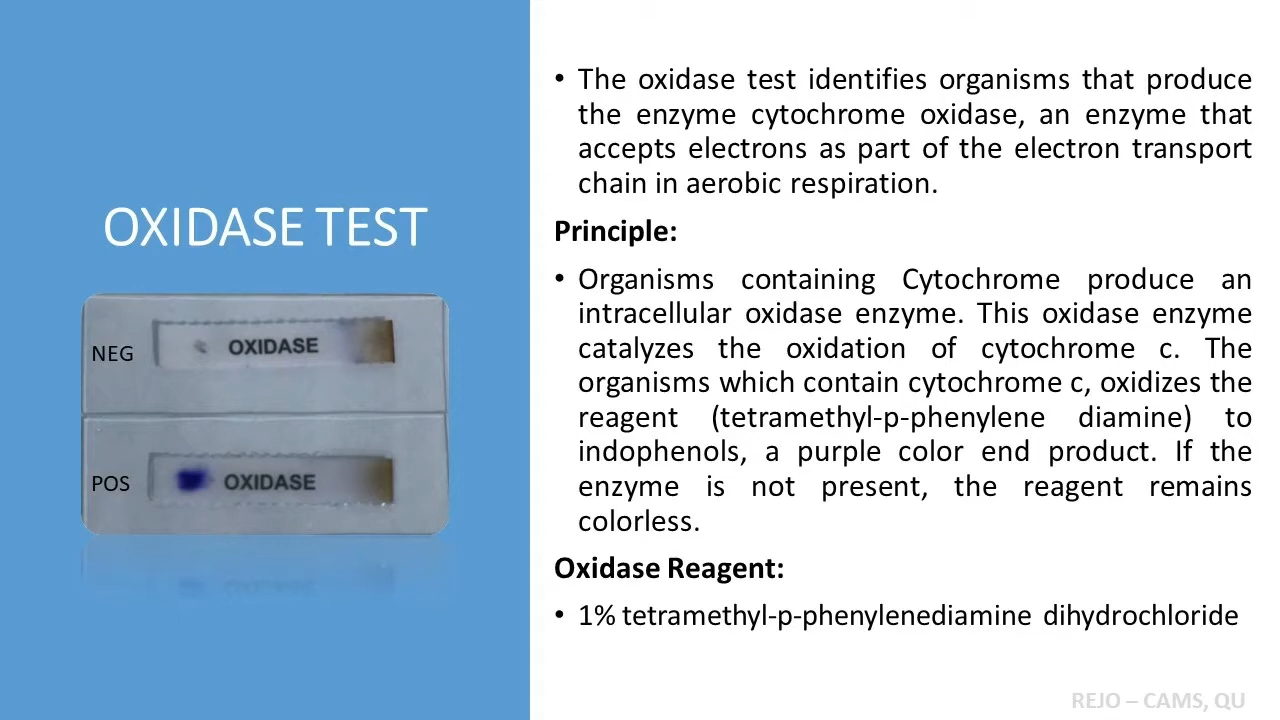 OXIDASE TEST
NEG
OXIDASE
POS
OXIDASE
• The oxidase test identifies organisms that produce
the enzyme cytochrome oxidase, an enzyme that
accepts electrons as part of the electron transport
chain in aerobic respiration.
Principle:
• Organisms containing Cytochrome produce an
intracellular oxidase enzyme. This oxidase enzyme
catalyzes the oxidation of cytochrome c. The
organisms which contain cytochrome c, oxidizes the
reagent (tetramethyl-p-phenylene diamine) to
indophenols, a purple color end product. If the
enzyme is not present, the reagent remains
colorless.
Oxidase Reagent:
• 1% tetramethyl-p-phenylenediamine dihydrochloride
REJO – CAMS, QU